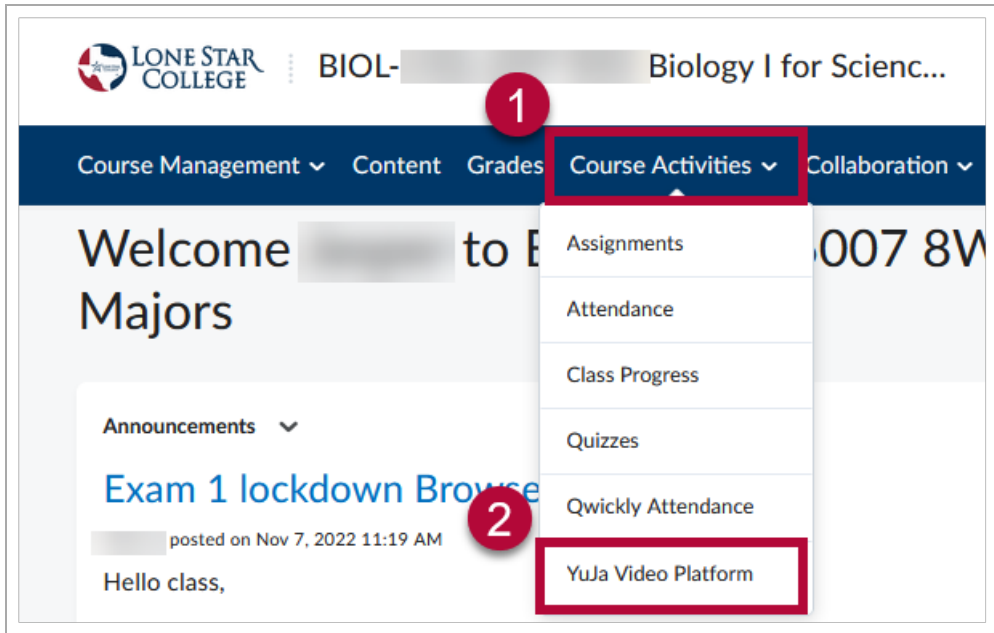 LONE STAR
COLLEGE
BIOL-
Biology I for Scienc...
1
Course Management Content Grades Course Activities Collaboration
Welcome to 007 8W
Majors
Assignments
Attendance
Class Progress
Quizzes
Qwickly Attendance
YuJa Video Platform
Announcements
Exam 1 lockdown Browse
2
posted on Nov 7, 2022 11:19 AM
Hello class,